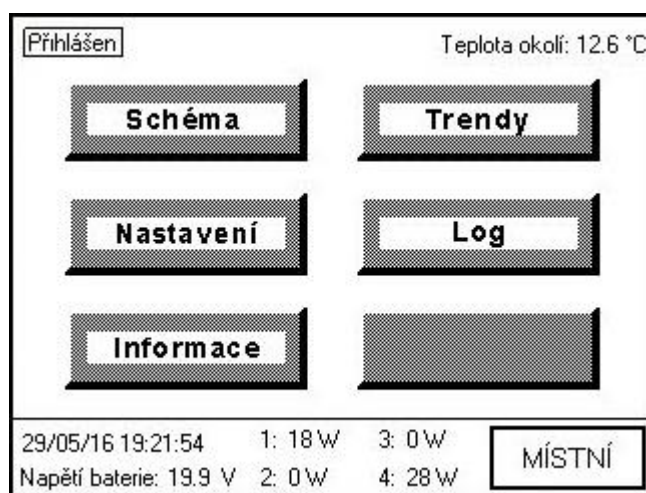 Přihlášen Teplota okolí: 12.6 °C
Schéma Trendy
Nastavení Log
Informace
29/05/16 19:21:54 1: 18 W 3: 0 W
MÍSTNÍ
Napětí baterie: 19.9 V 2: 0 W 4: 28 W